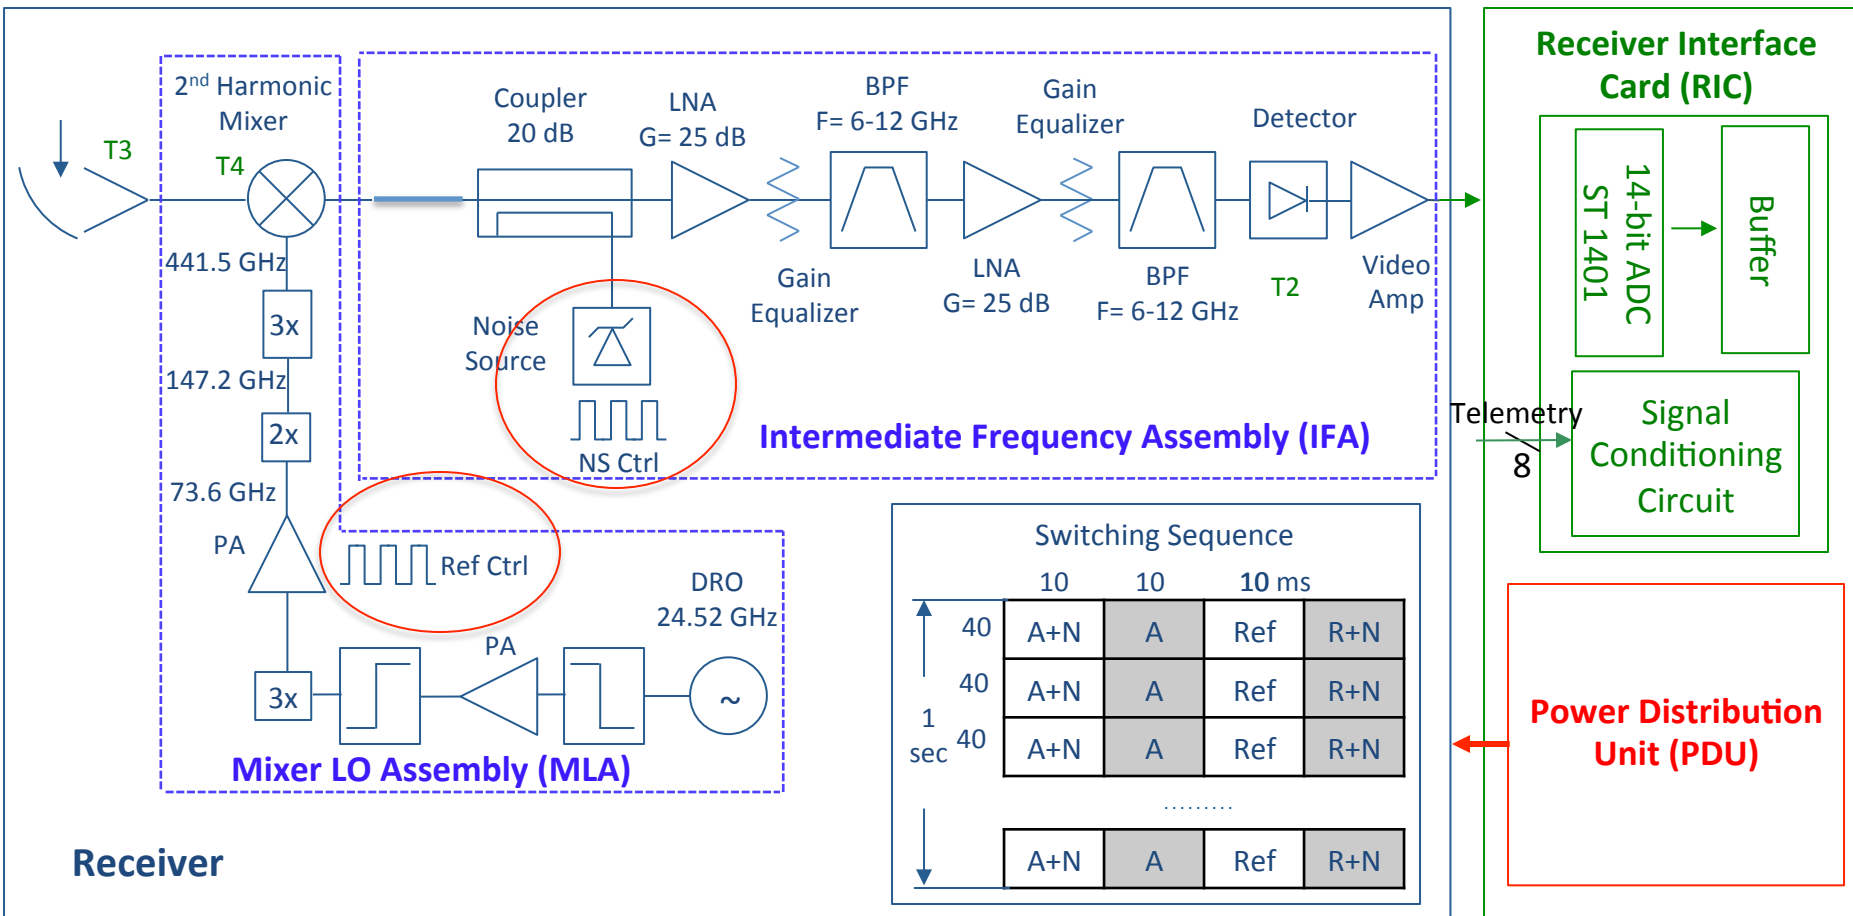 2nd Harmonic
Mixer
T3
T4
441.5 GHz
3x
147.2 GHz
2x
73.6 GHz
PA
Ref Ctrl
DRO
24.52 GHz
~
PA
3x
Mixer LO Assembly (MLA)
Receiver
Coupler
20 dB
LNA
G= 25 dB
Gain
Equalizer
BPF
F= 6-12 GHz
LNA
G= 25 dB
Gain
Equalizer
BPF
F= 6-12 GHz
Detector
T2
Video
Amp
Noise
Source
NS Ctrl
Intermediate Frequency Assembly (IFA)
Switching Sequence
10 10 10 ms
40 A+N A Ref R+N
40 A+N A Ref R+N
1
sec
40 A+N A Ref R+N
.........
A+N A Ref R+N
Receiver Interface
Card (RIC)
14-bit ADC
ST 1401
Buffer
Telemetry
8
Signal
Conditioning
Circuit
Power Distribution
Unit (PDU)